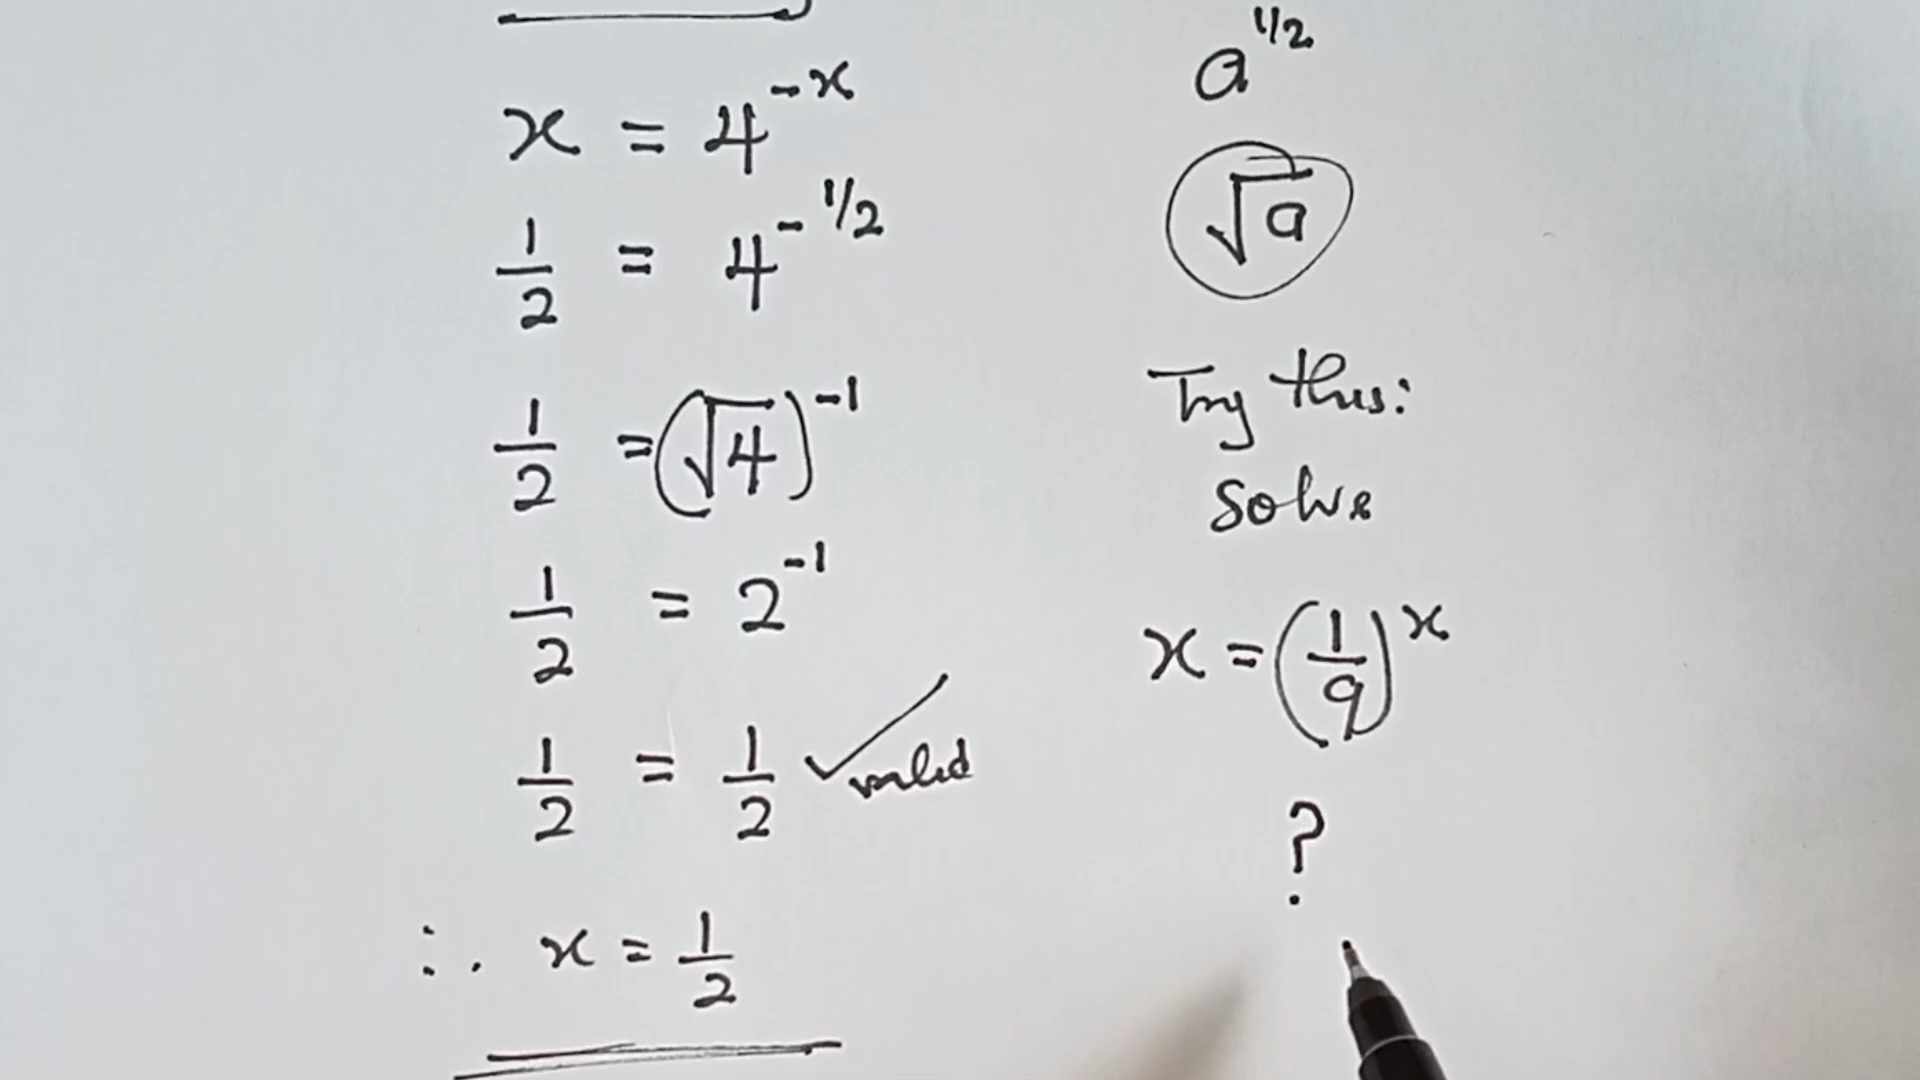 x = 4^{-x}
1/2 = 4^{-1/2}
1/2 = (√4)^{-1}
1/2 = 2^{-1}
1/2 = 1/2 ✓ valid
∴ x = 1/2
a^{1/2}
√a
Try this:
Solve
x = (1/9)^x
?